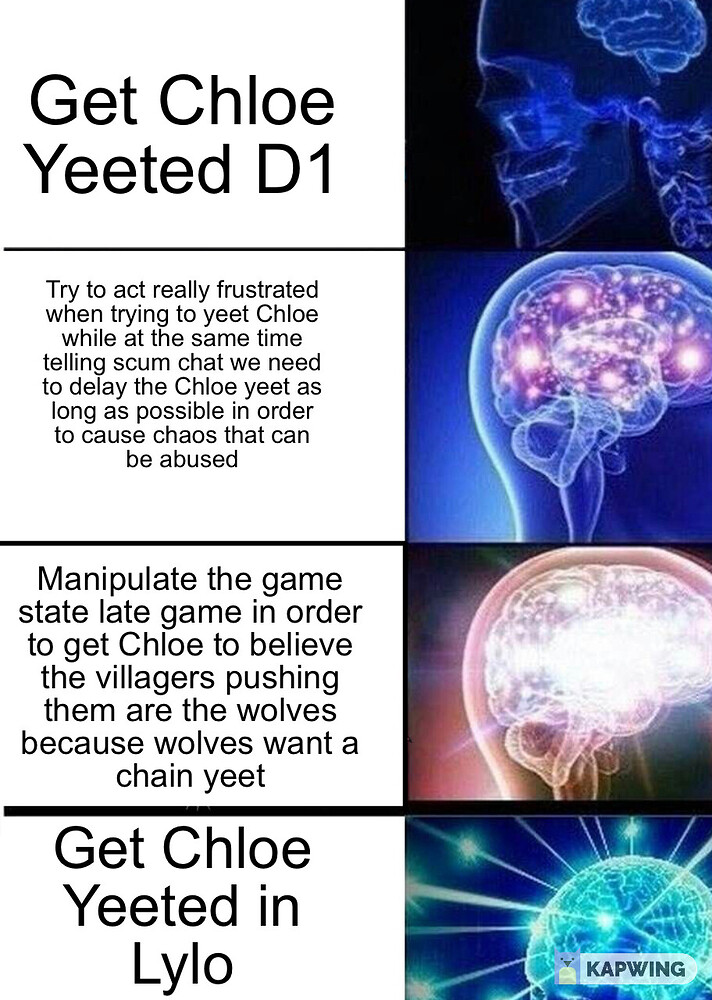 Get Chloe
Yeeted D1
Try to act really frustrated
when trying to yeet Chloe
while at the same time
telling scum chat we need
to delay the Chloe yeet as
long as possible in order
to cause chaos that can
be abused
Manipulate the game
state late game in order
to get Chloe to believe
the villagers pushing
them are the wolves
because wolves want a
chain yeet
Get Chloe
Yeeted in
Lylo
KAPWING